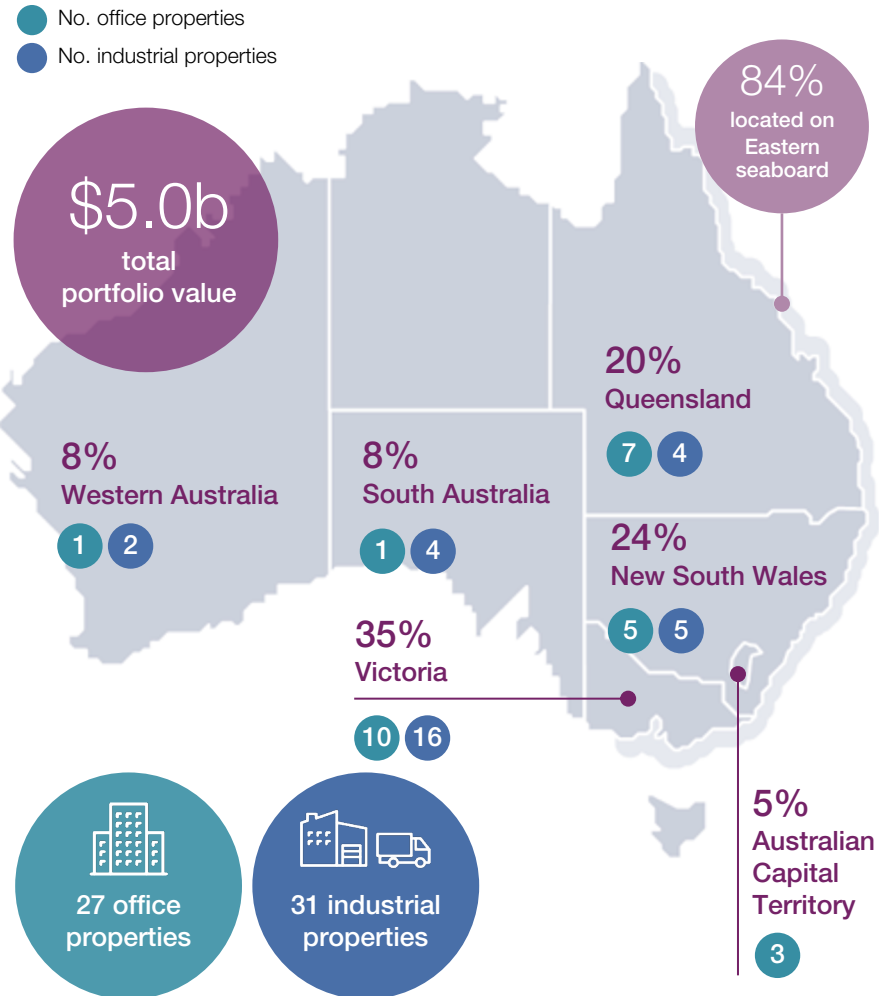 No. office properties
No. industrial properties
84%
located on
Eastern
seaboard
$5.0b
total
portfolio value
20%
Queensland
7 4
8%
Western Australia
1 2
8%
South Australia
1 4
24%
New South Wales
5 5
35%
Victoria
10 16
5%
Australian
Capital
Territory
3
27 office
properties
31 industrial
properties